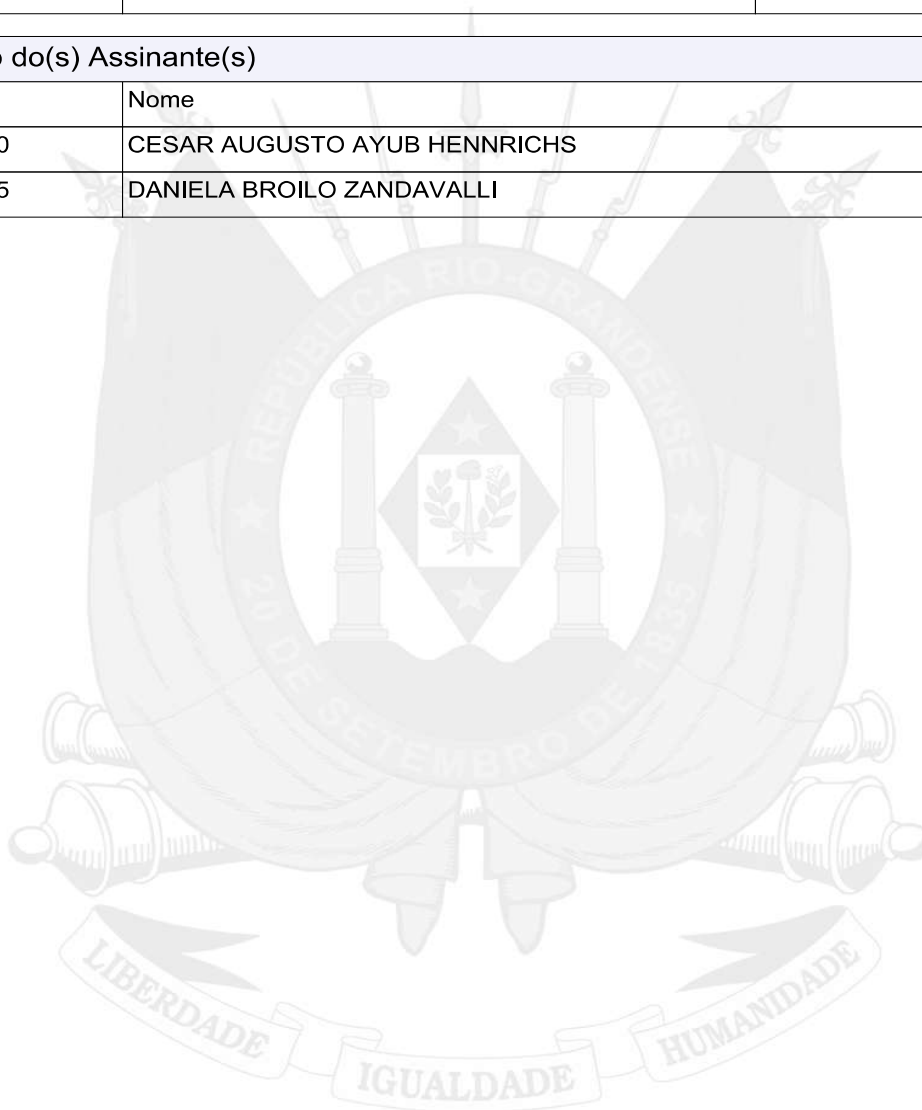 o do(s) Assinante(s)
Nome
0 CESAR AUGUSTO AYUB HENNRICHS
5 DANIELA BROILO ZANDAVALLI
REPÚBLICA RIO-GRANDENSE
20 DE SETEMBRO DE 1835
LIBERDADE IGUALDADE HUMANIDADE